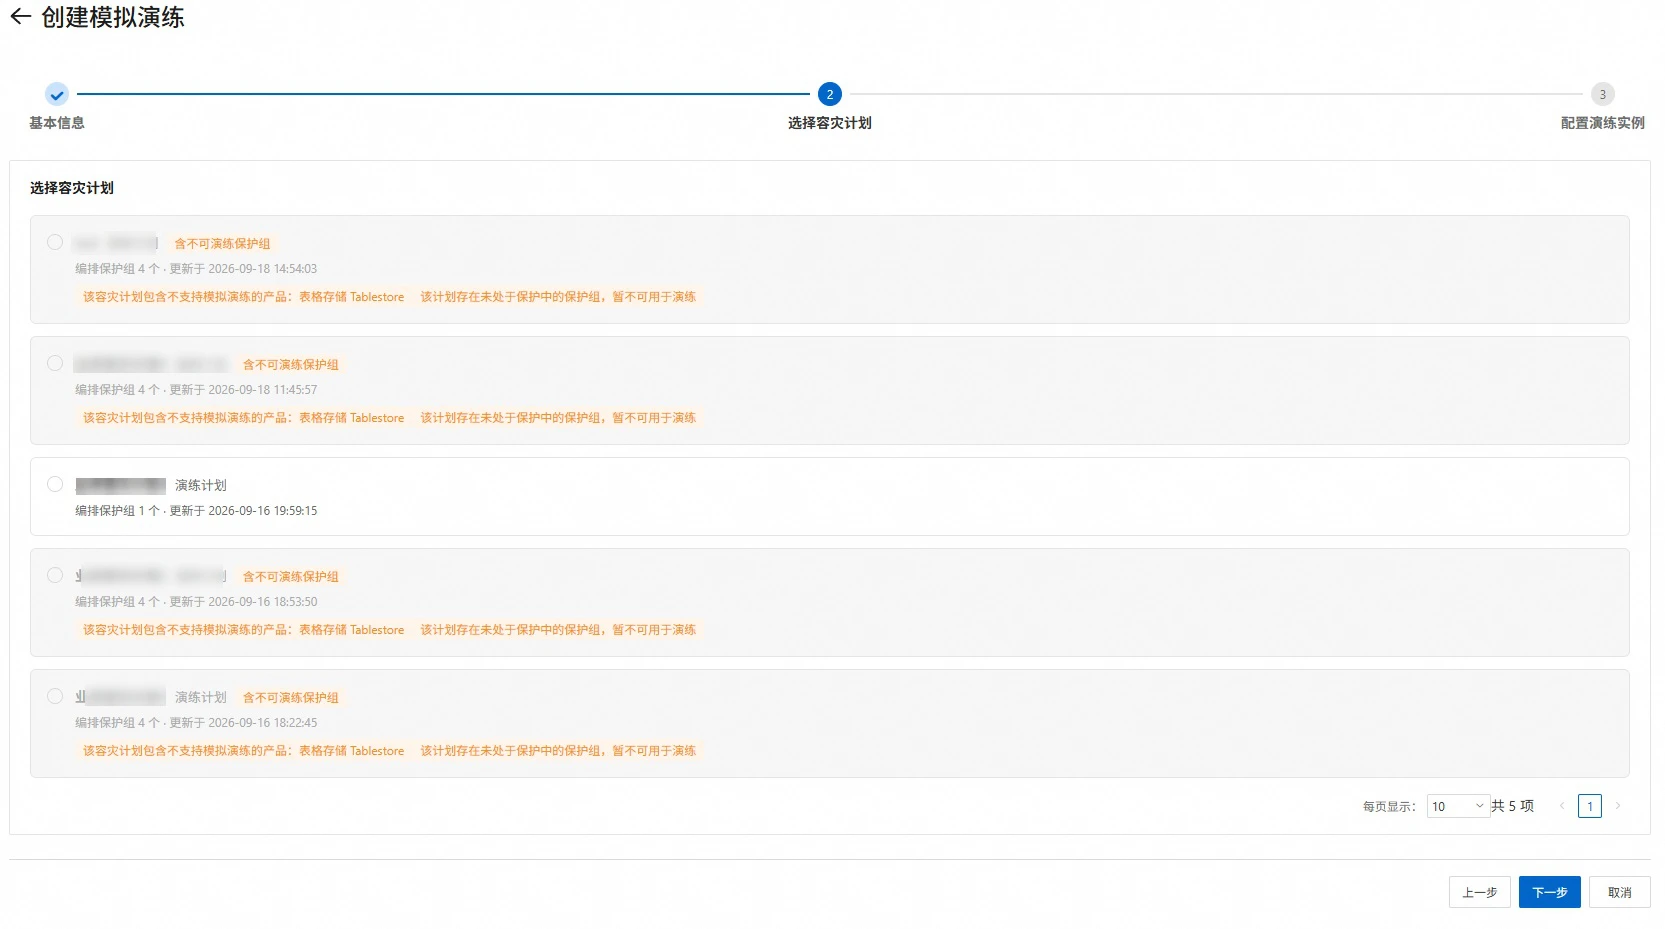 创建模拟演练
2
3
基本信息
选择容灾计划
配置演练实例
选择容灾计划
含不可演练保护组
编排保护组 4 个 · 更新于 2026-09-18 14:54:03
该容灾计划包含不支持模拟演练的产品：表格存储 Tablestore 该计划存在未处于保护中的保护组，暂不可用于演练
含不可演练保护组
编排保护组 4 个 · 更新于 2026-09-18 11:45:57
该容灾计划包含不支持模拟演练的产品：表格存储 Tablestore 该计划存在未处于保护中的保护组，暂不可用于演练
演练计划
编排保护组 1 个 · 更新于 2026-09-16 19:59:15
含不可演练保护组
编排保护组 4 个 · 更新于 2026-09-16 18:53:50
该容灾计划包含不支持模拟演练的产品：表格存储 Tablestore 该计划存在未处于保护中的保护组，暂不可用于演练
业 演练计划 含不可演练保护组
编排保护组 4 个 · 更新于 2026-09-16 18:22:45
该容灾计划包含不支持模拟演练的产品：表格存储 Tablestore 该计划存在未处于保护中的保护组，暂不可用于演练
每页显示： 10 共 5 项 1
上一步 下一步 取消